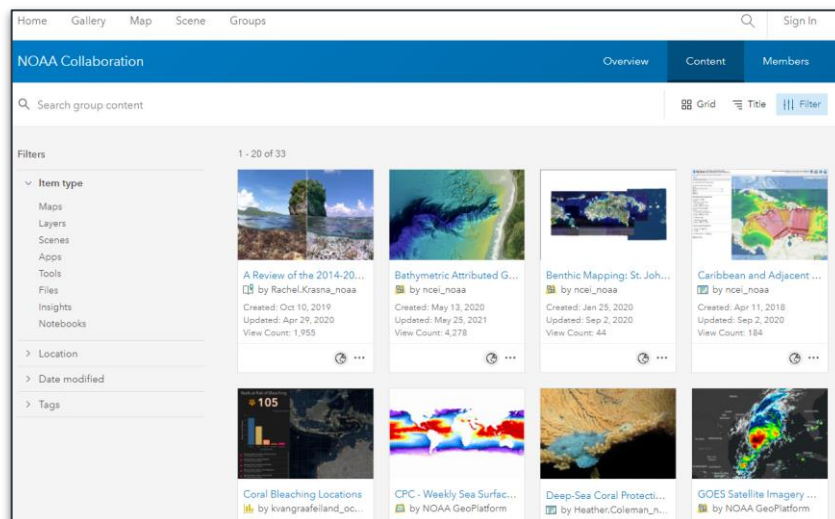 Home Gallery Map Scene Groups Sign In
NOAA Collaboration Overview Content Members
Search group content Grid Title Filter
Filters
1 - 20 of 33
Item type
Maps
Layers
Scenes
Apps
Tools
Files
Insights
Notebooks
Location
Date modified
Tags
A Review of the 2014-20...
by Rachel.Krasna_noaa
Created: Oct 10, 2019
Updated: Apr 29, 2020
View Count: 1,955
Bathymetric Attributed G...
by ncei_noaa
Created: May 13, 2020
Updated: May 25, 2021
View Count: 4,278
Benthic Mapping: St. Joh...
by ncei_noaa
Created: Jan 25, 2020
Updated: Sep 2, 2020
View Count: 44
Caribbean and Adjacent ...
by ncei_noaa
Created: Apr 11, 2018
Updated: Sep 2, 2020
View Count: 184
105
Coral Bleaching Locations
by kvangraafeiland_oc...
CPC - Weekly Sea Surfac...
by NOAA GeoPlatform
Deep-Sea Coral Protecti...
by Heather.Coleman_n...
GOES Satellite Imagery ...
by NOAA GeoPlatform